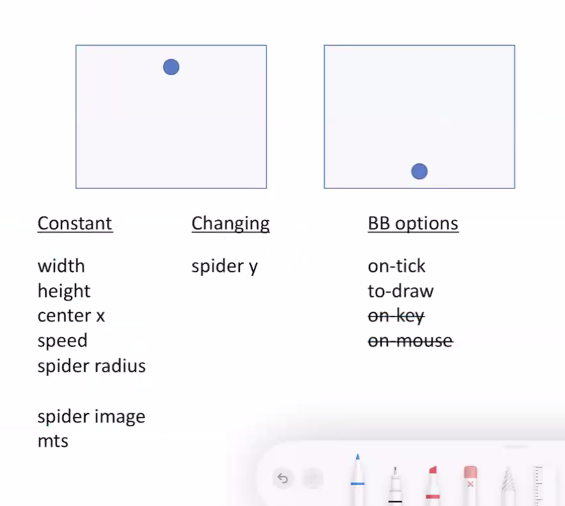 Constant
width
height
center x
speed
spider radius
spider image
mts
Changing
spider y
BB options
on-tick
to-draw
on-key
on-mouse